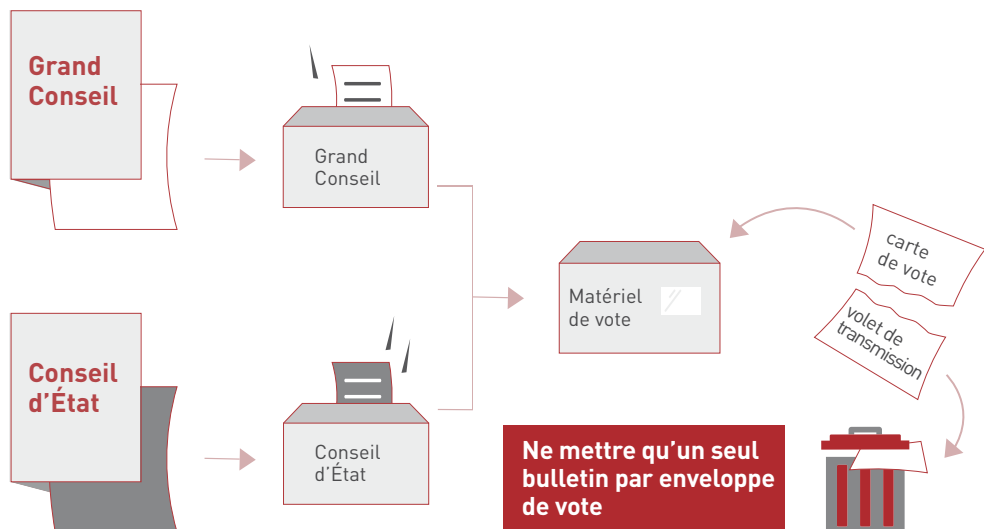 Grand
Conseil
Grand
Conseil
Conseil
d’État
Conseil
d’État
Matériel
de vote
carte
de vote
volet de
transmission
Ne mettre qu’un seul
bulletin par enveloppe
de vote